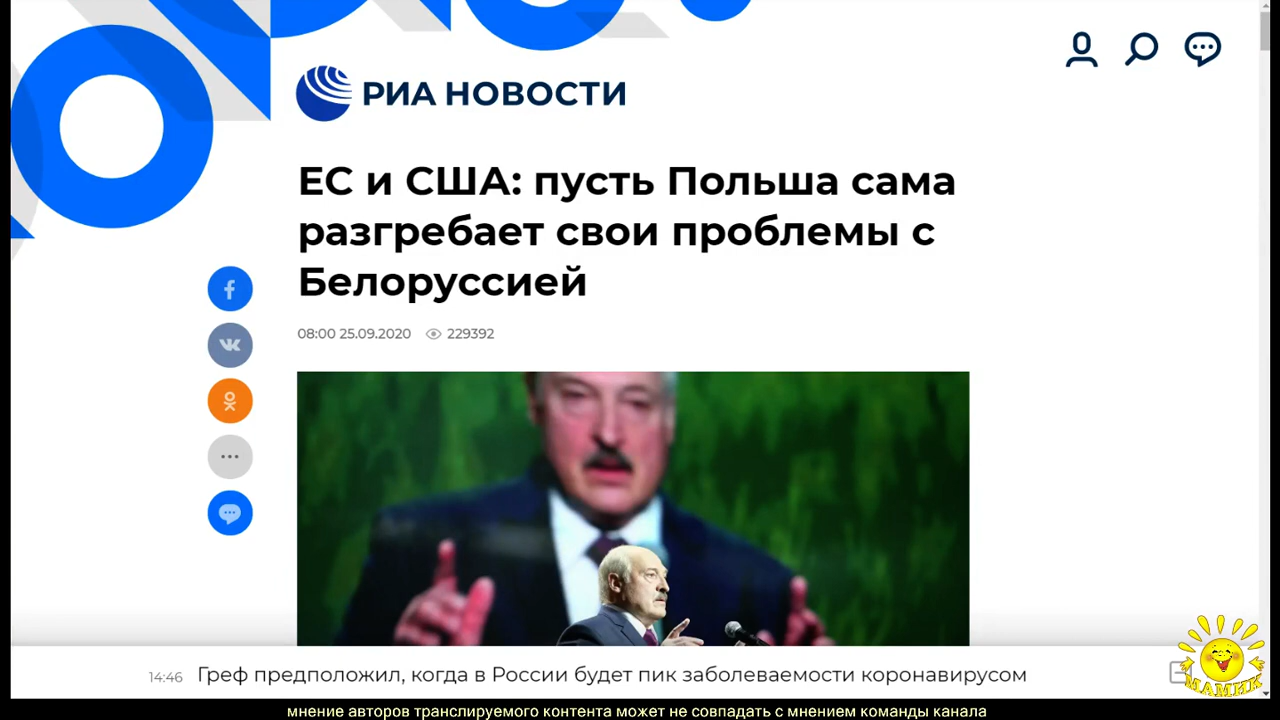 РИА НОВОСТИ
ЕС и США: пусть Польша сама
разгребает свои проблемы с
Белоруссией
08:00 25.09.2020 229392
14:46 Греф предположил, когда в России будет пик заболеваемости коронавирусом
МАМИК
мнение авторов транслируемого контента может не совпадать с мнением команды канала